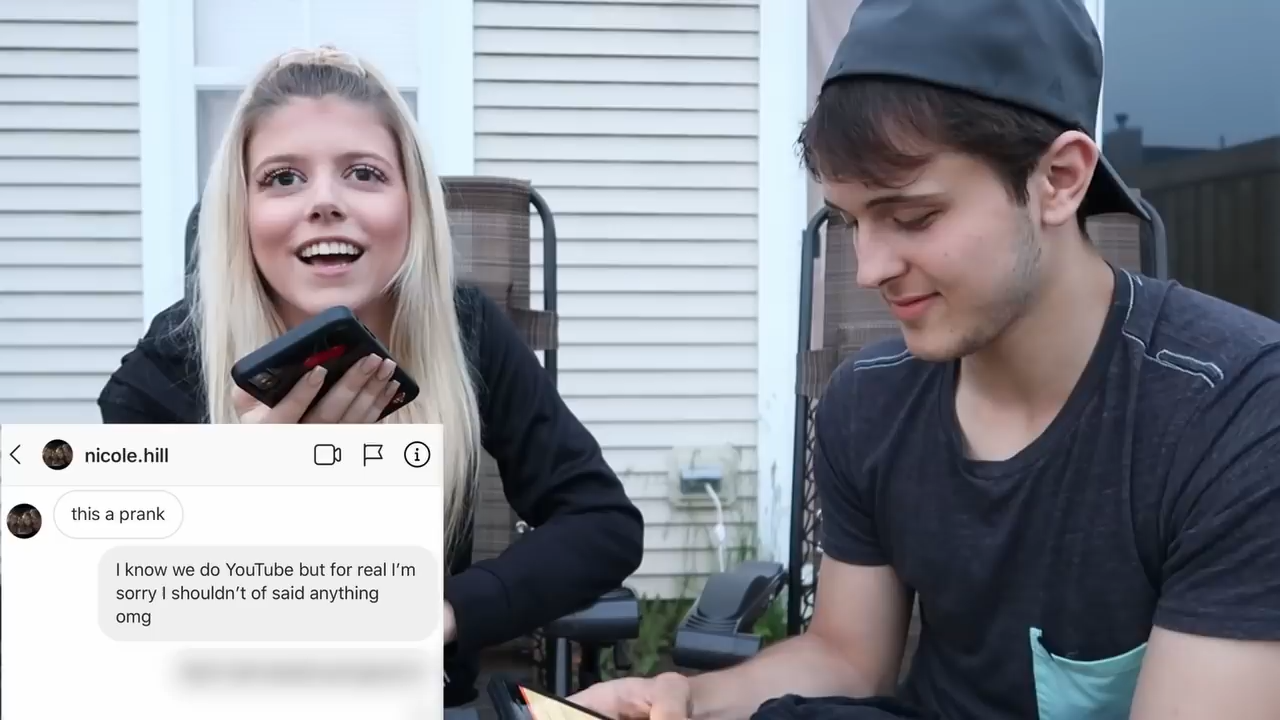 nicole.hill
this a prank
I know we do YouTube but for real I'm
sorry I shouldn't of said anything
omg